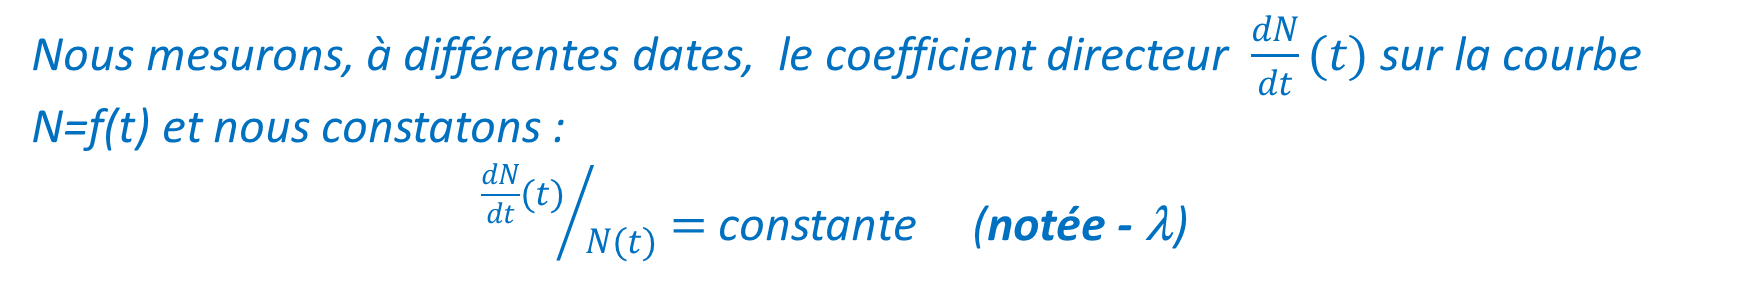 Nous mesurons, à différentes dates, le coefficient directeur dN/dt (t) sur la courbe
N=f(t) et nous constatons :
dN/dt (t) / N(t) = constante (notée - λ)